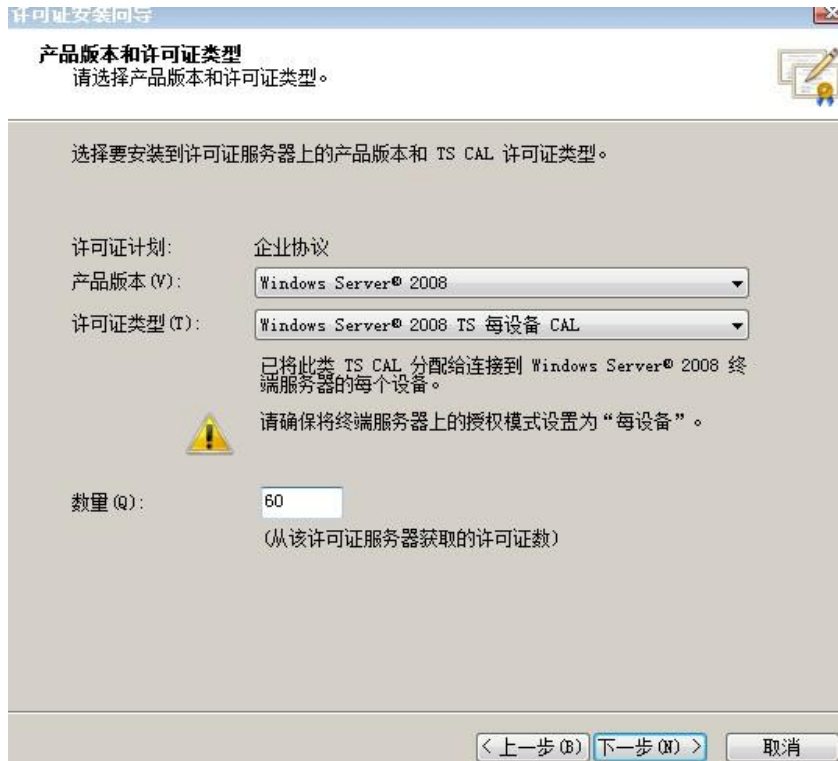 许可证安装向导
产品版本和许可证类型
请选择产品版本和许可证类型。
选择要安装到许可证服务器上的产品版本和 TS CAL 许可证类型。
许可证计划: 企业协议
产品版本(V): Windows Server® 2008
许可证类型(T): Windows Server® 2008 TS 每设备 CAL
已将此类 TS CAL 分配给连接到 Windows Server® 2008 终
端服务器的每个设备。
请确保将终端服务器上的授权模式设置为“每设备”。
数量(Q): 60
(从该许可证服务器获取的许可证数)
< 上一步(B) 下一步(N) > 取消